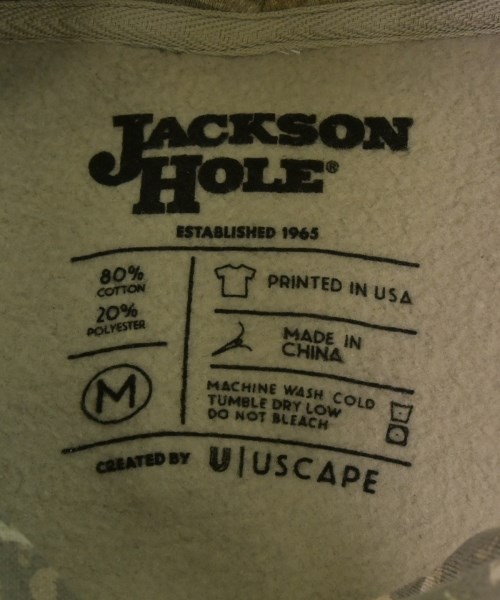 JACKSON
HOLE®
ESTABLISHED 1965
80%
COTTON
20%
POLYESTER
M
PRINTED IN USA
MADE IN
CHINA
MACHINE WASH COLD
TUMBLE DRY LOW
DO NOT BLEACH
CREATED BY U|USCAPE